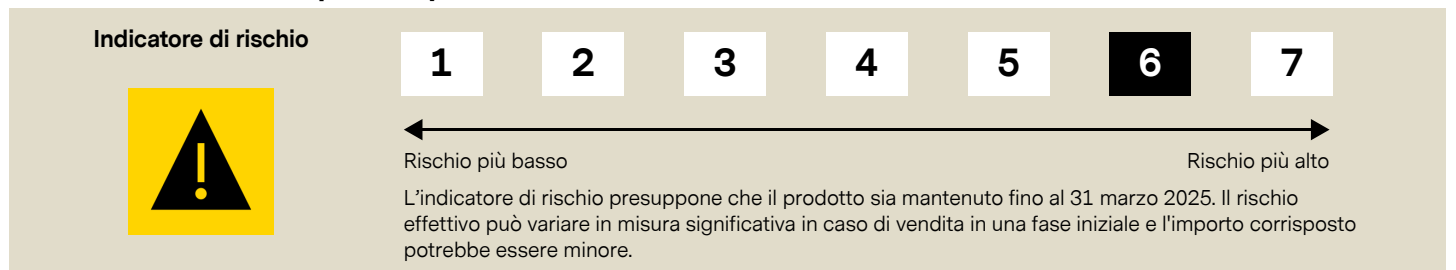 Indicatore di rischio
1 2 3 4 5 6 7
!
Rischio più basso Rischio più alto
L’indicatore di rischio presuppone che il prodotto sia mantenuto fino al 31 marzo 2025. Il rischio
effettivo può variare in misura significativa in caso di vendita in una fase iniziale e l'importo corrisposto
potrebbe essere minore.